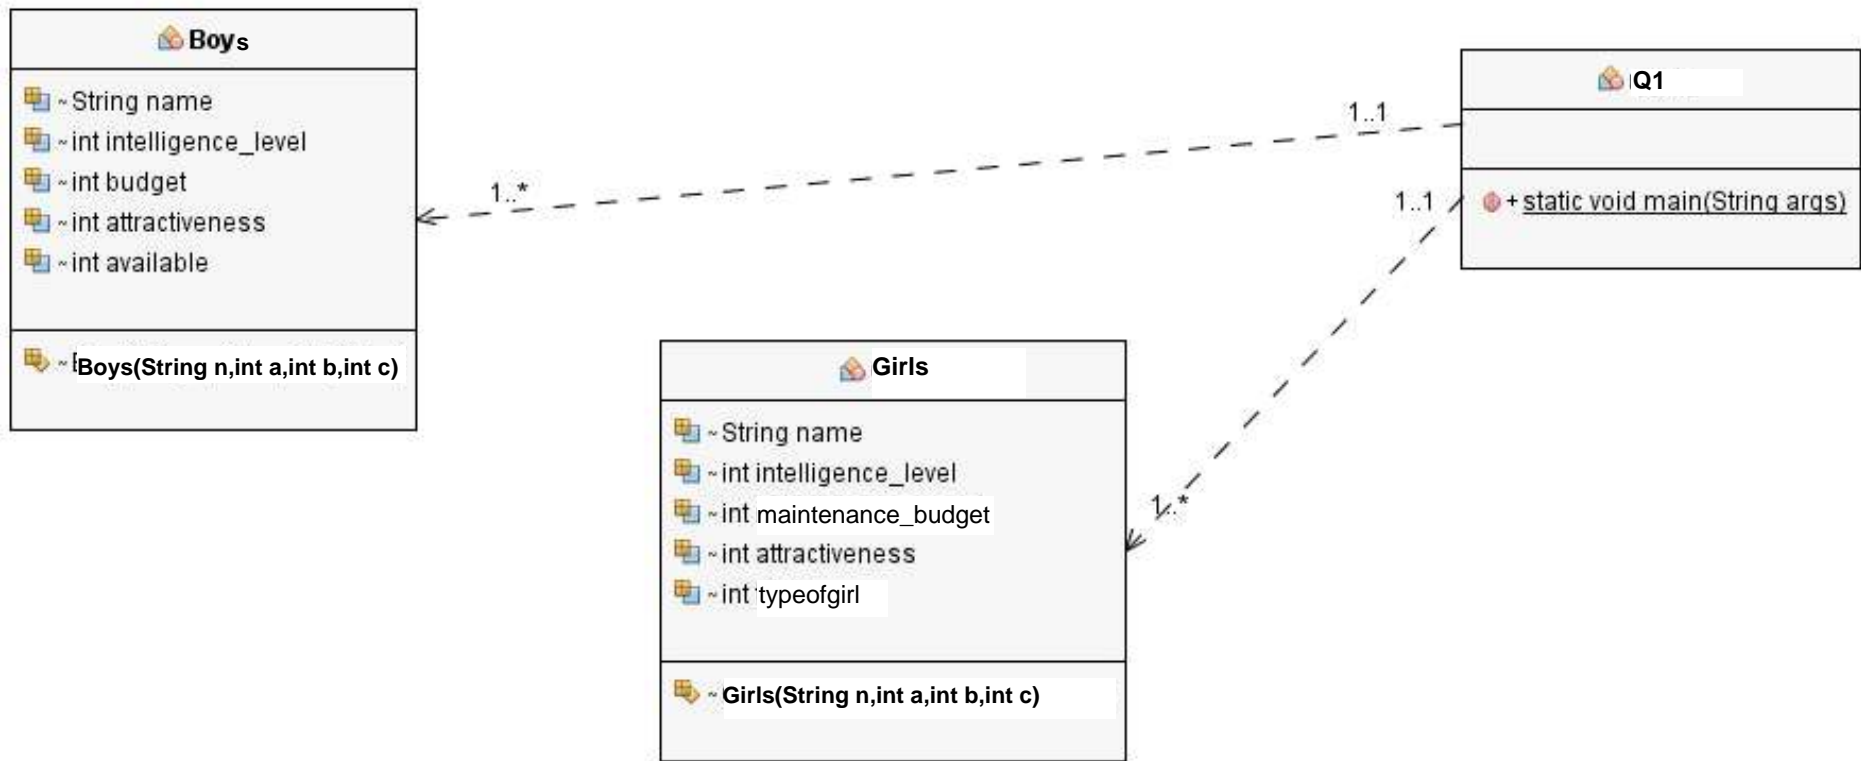 Boys
~ String name
~ int intelligence_level
~ int budget
~ int attractiveness
~ int available
~ Boys(String n,int a,int b,int c)
1..*
1..1
Q1
+ static void main(String args)
1..1
1..*
Girls
~ String name
~ int intelligence_level
~ int maintenance_budget
~ int attractiveness
~ int typeofgirl
~ Girls(String n,int a,int b,int c)